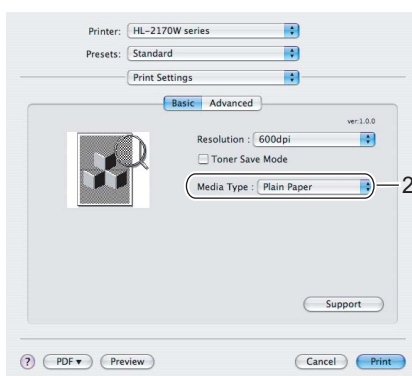 Printer: HL-2170W series
Presets: Standard
Print Settings
Basic Advanced
ver:1.0.0
Resolution : 600dpi
Toner Save Mode
Media Type : Plain Paper 2
Support
? PDF ▾ Preview Cancel Print